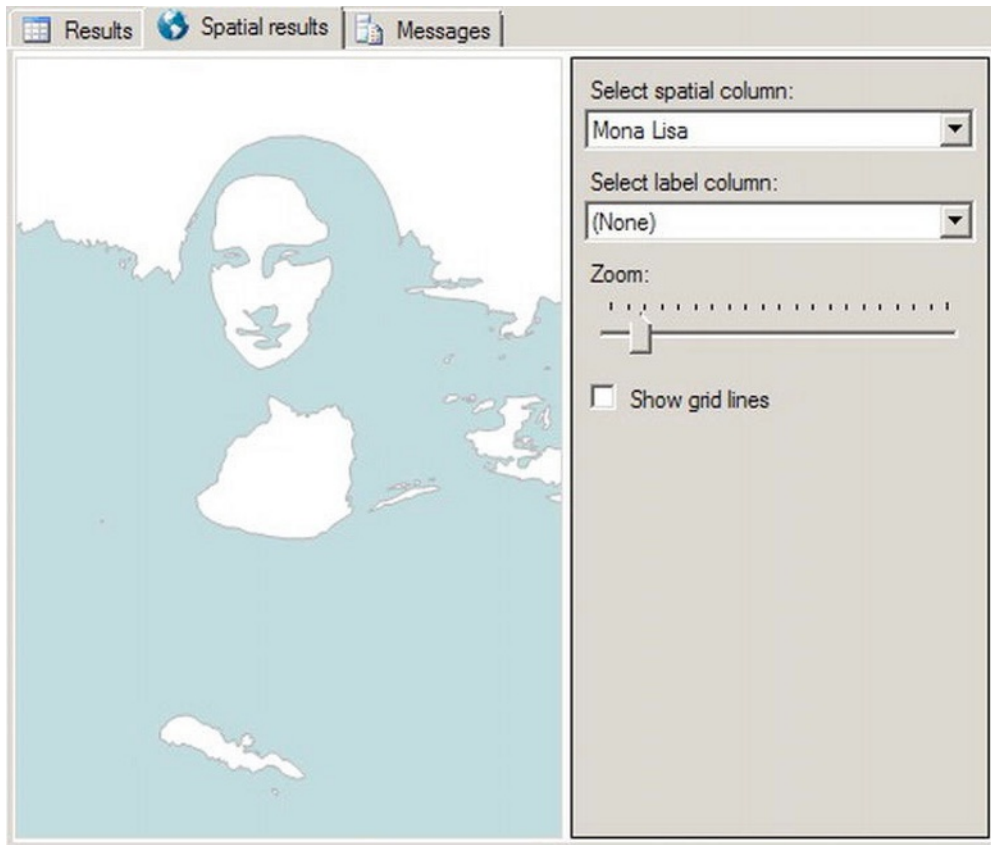 Results Spatial results Messages
Select spatial column:
Mona Lisa
Select label column:
(None)
Zoom:
Show grid lines